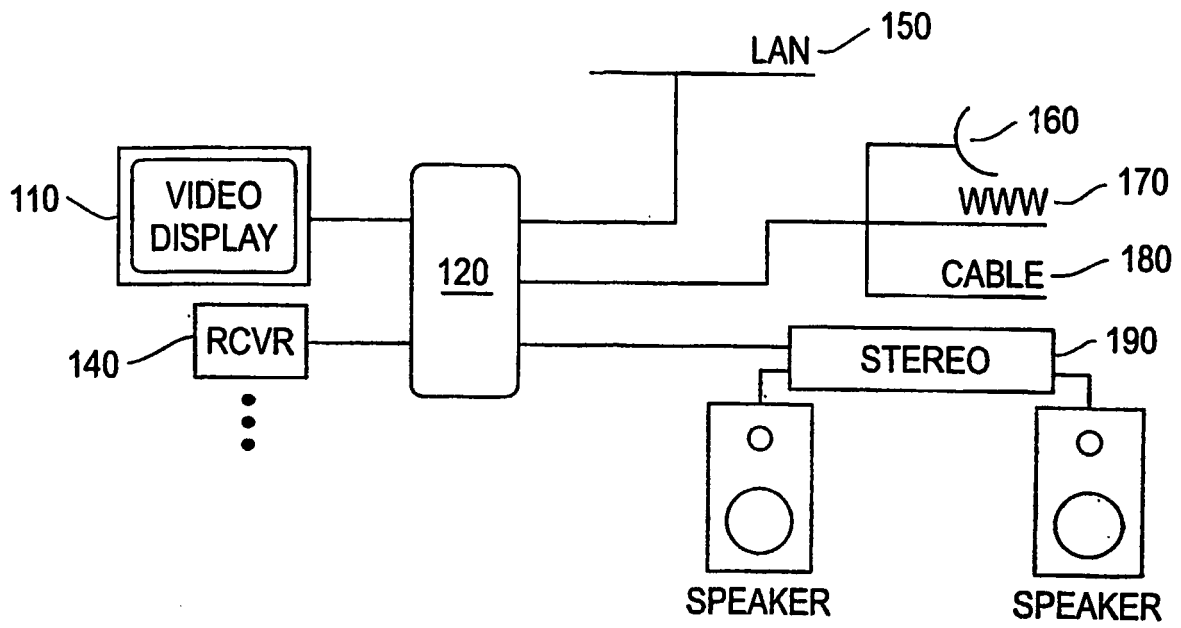 LAN 150
160
WWW 170
CABLE 180
110 VIDEO
DISPLAY
120
140 RCVR
STEREO 190
SPEAKER
SPEAKER